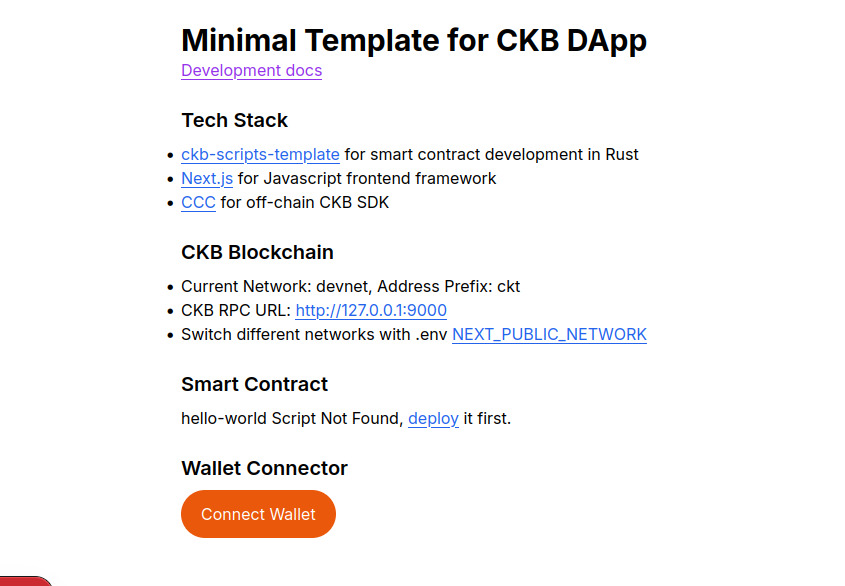 Minimal Template for CKB DApp
Development docs
Tech Stack
• ckb-scripts-template for smart contract development in Rust
• Next.js for Javascript frontend framework
• CCC for off-chain CKB SDK
CKB Blockchain
• Current Network: devnet, Address Prefix: ckt
• CKB RPC URL: http://127.0.0.1:9000
• Switch different networks with .env NEXT_PUBLIC_NETWORK
Smart Contract
hello-world Script Not Found, deploy it first.
Wallet Connector
Connect Wallet